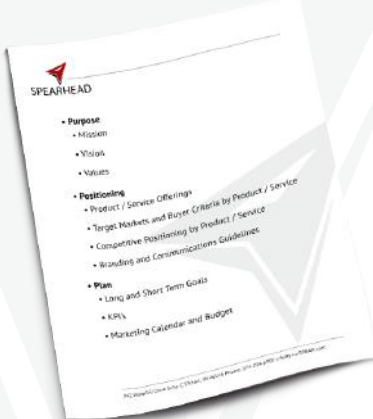 SPEARHEAD
• Purpose
• Mission
• Vision
• Values
• Positioning
• Product / Service Offerings
• Target Markets and Buyer Criteria by Product / Service
• Competitive Positioning by Product / Service
• Branding and Communications Guidelines
• Plan
• Long and Short Term Goals
• KPI's
• Marketing Calendar and Budget